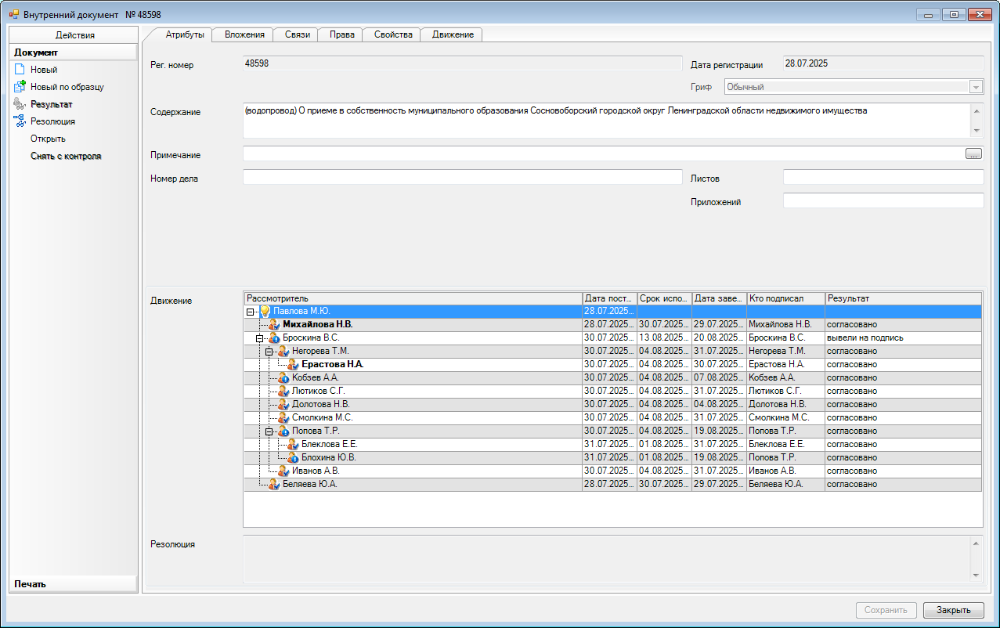 Внутренний документ № 48598
Действия
Документ
Новый
Новый по образцу
Результат
Резолюция
Открыть
Снять с контроля
Печать
Атрибуты Вложения Связи Права Свойства Движение
Рег. номер 48598 Дата регистрации 28.07.2025
Гриф Обычный
Содержание (водопровод) О приеме в собственность муниципального образования Сосновоборский городской округ Ленинградской области недвижимого имущества
Примечание ...
Номер дела Листов
Приложений
Движение
Рассмотритель Дата пост... Срок испо... Дата заве... Кто подписал Результат
Павлова М.Ю. 28.07.2025...
Михайлова Н.В. 28.07.2025... 30.07.2025... 29.07.2025... Михайлова Н.В. согласовано
Броскина В.С. 30.07.2025... 13.08.2025... 20.08.2025... Броскина В.С. вывели на подпись
Негорева Т.М. 30.07.2025... 04.08.2025... 31.07.2025... Негорева Т.М. согласовано
Ерастова Н.А. 30.07.2025... 04.08.2025... 30.07.2025... Ерастова Н.А. согласовано
Кобзев А.А. 30.07.2025... 04.08.2025... 07.08.2025... Кобзев А.А. согласовано
Лютиков С.Г. 30.07.2025... 04.08.2025... 31.07.2025... Лютиков С.Г. согласовано
Долотова Н.В. 30.07.2025... 04.08.2025... 04.08.2025... Долотова Н.В. согласовано
Смолкина М.С. 30.07.2025... 04.08.2025... 31.07.2025... Смолкина М.С. согласовано
Попова Т.Р. 30.07.2025... 04.08.2025... 19.08.2025... Попова Т.Р. согласовано
Блеклова Е.Е. 31.07.2025... 01.08.2025... 31.07.2025... Блеклова Е.Е. согласовано
Блохина Ю.В. 31.07.2025... 01.08.2025... 19.08.2025... Попова Т.Р. согласовано
Иванов А.В. 30.07.2025... 04.08.2025... 31.07.2025... Иванов А.В. согласовано
Беляева Ю.А. 28.07.2025... 30.07.2025... 29.07.2025... Беляева Ю.А. согласовано
Резолюция
Сохранить Закрыть